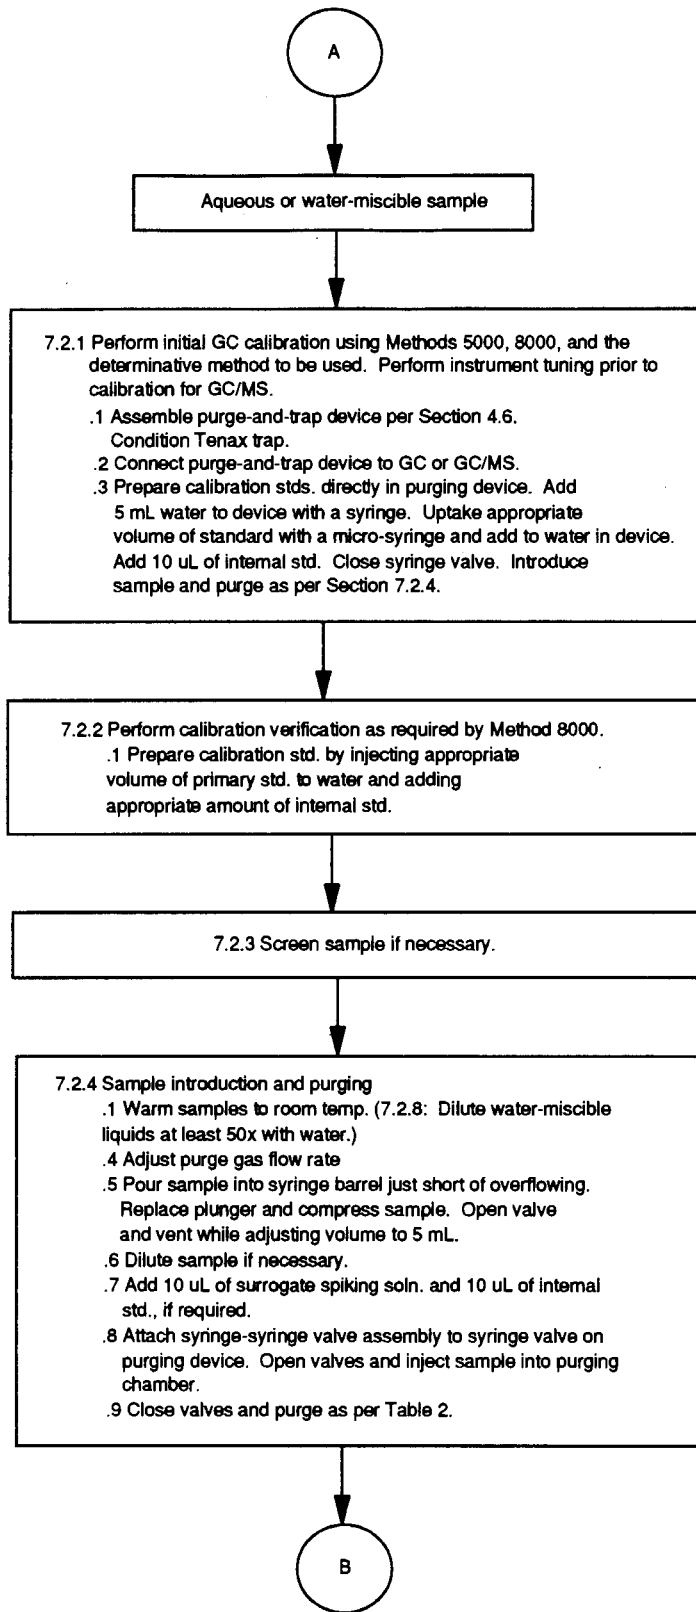 A
Aqueous or water-miscible sample
7.2.1 Perform initial GC calibration using Methods 5000, 8000, and the
determinative method to be used. Perform instrument tuning prior to
calibration for GC/MS.
.1 Assemble purge-and-trap device per Section 4.6.
Condition Tenax trap.
.2 Connect purge-and-trap device to GC or GC/MS.
.3 Prepare calibration stds. directly in purging device. Add
5 mL water to device with a syringe. Uptake appropriate
volume of standard with a micro-syringe and add to water in device.
Add 10 uL of internal std. Close syringe valve. Introduce
sample and purge as per Section 7.2.4.
7.2.2 Perform calibration verification as required by Method 8000.
.1 Prepare calibration std. by injecting appropriate
volume of primary std. to water and adding
appropriate amount of internal std.
7.2.3 Screen sample if necessary.
7.2.4 Sample introduction and purging
.1 Warm samples to room temp. (7.2.8: Dilute water-miscible
liquids at least 50x with water.)
.4 Adjust purge gas flow rate
.5 Pour sample into syringe barrel just short of overflowing.
Replace plunger and compress sample. Open valve
and vent while adjusting volume to 5 mL.
.6 Dilute sample if necessary.
.7 Add 10 uL of surrogate spiking soln. and 10 uL of internal
std., if required.
.8 Attach syringe-syringe valve assembly to syringe valve on
purging device. Open valves and inject sample into purging
chamber.
.9 Close valves and purge as per Table 2.
B